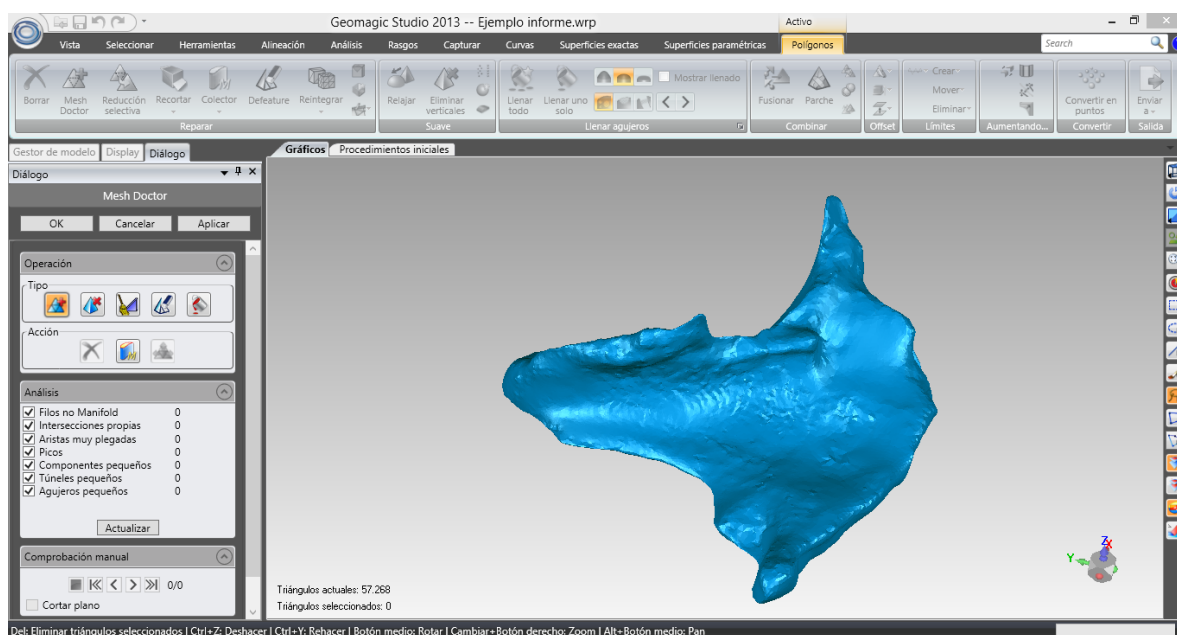 Geomagic Studio 2013 -- Ejemplo informe.wrp
Activo
Vista Seleccionar Herramientas Alineación Análisis Rasgos Capturar Curvas Superficies exactas Superficies paramétricas Polígonos
Search
Borrar
Mesh Doctor
Reducción selectiva
Recortar
Colector
Defeature
Reintegrar
Reparar
Relajar
Eliminar verticales
Suave
Llenar todo
Llenar uno solo
Mostrar llenado
Llenar agujeros
Fusionar
Parche
Combinar
Offset
Crear
Mover
Eliminar
Límites
Aumentando...
Convertir en puntos
Convertir
Enviar a
Salida
Gestor de modelo Display Diálogo
Gráficos Procedimientos iniciales
Diálogo
Mesh Doctor
OK Cancelar Aplicar
Operación
Tipo
Acción
Análisis
Filos no Manifold 0
Intersecciones propias 0
Aristas muy plegadas 0
Picos 0
Componentes pequeños 0
Túneles pequeños 0
Agujeros pequeños 0
Actualizar
Comprobación manual
0/0
Cortar plano
Triángulos actuales: 57.268
Triángulos seleccionados: 0
Z
X
Y
Del: Eliminar triángulos seleccionados | Ctrl+Z: Deshacer | Ctrl+Y: Rehacer | Botón medio: Rotar | Cambiar+Botón derecho: Zoom | Alt+Botón medio: Pan